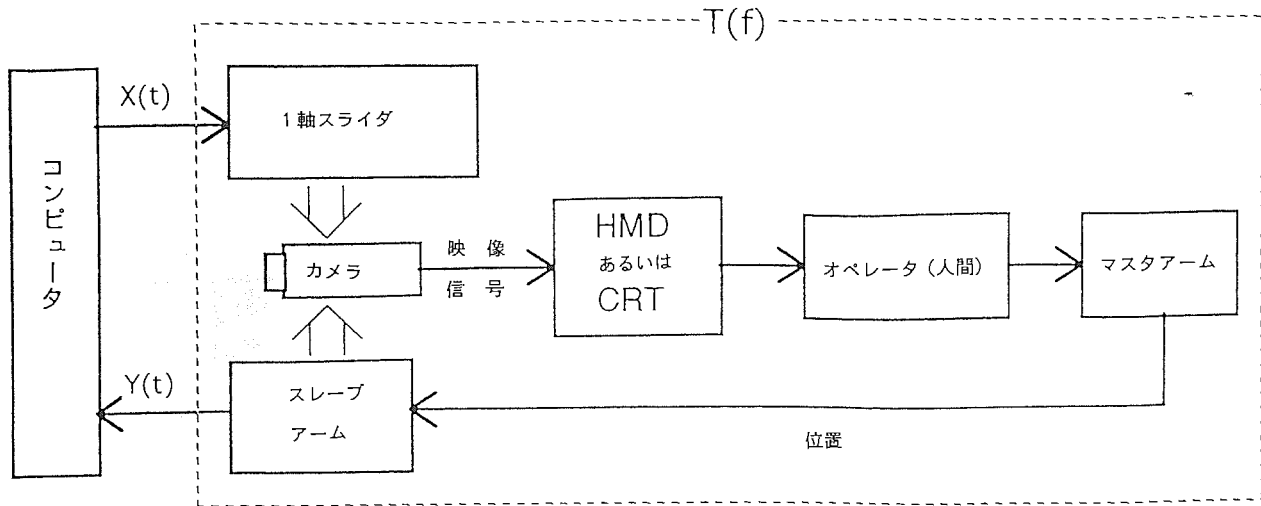 T(f)
X(t)
1軸スライダ
コンピュータ
HMD
あるいは
CRT
映像
信号
カメラ
オペレータ(人間)
マスタアーム
Y(t)
スレーブ
アーム
位置